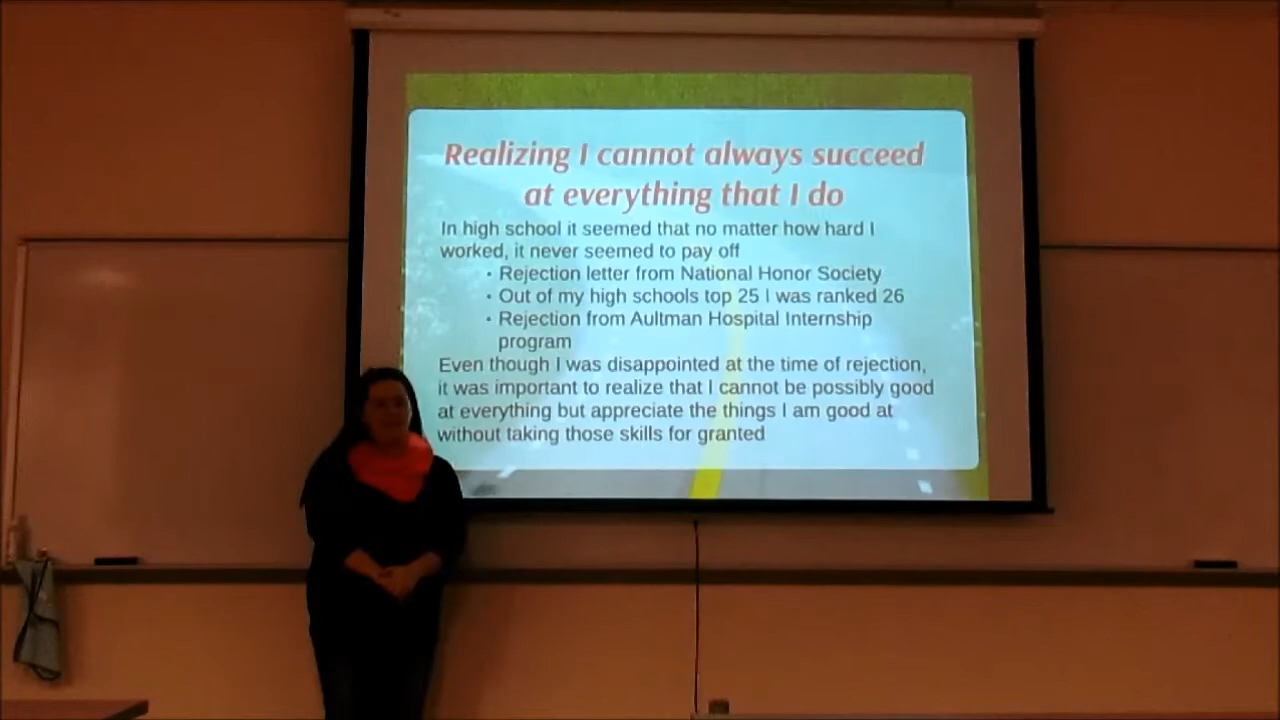 Realizing I cannot always succeed
at everything that I do
In high school it seemed that no matter how hard I
worked, it never seemed to pay off
• Rejection letter from National Honor Society
• Out of my high schools top 25 I was ranked 26
• Rejection from Aultman Hospital Internship
program
Even though I was disappointed at the time of rejection,
it was important to realize that I cannot be possibly good
at everything but appreciate the things I am good at
without taking those skills for granted